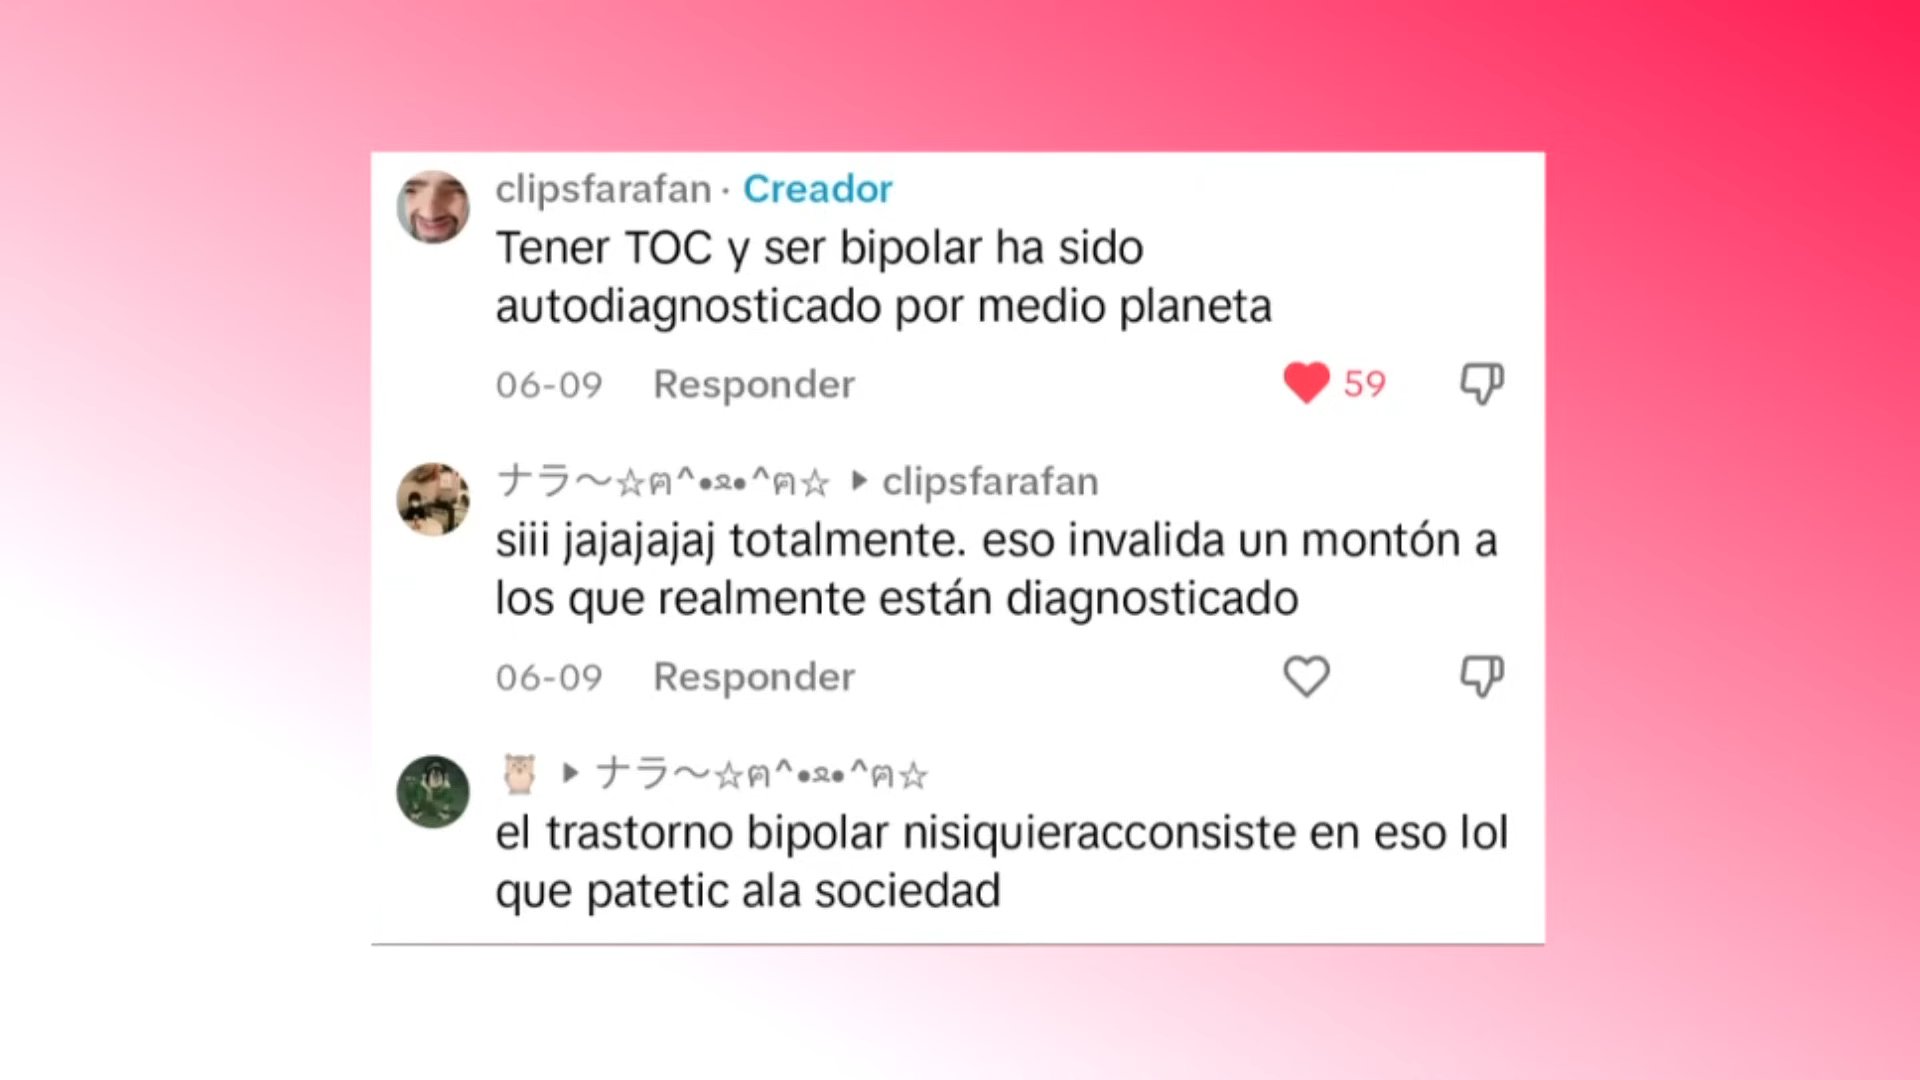 clipsfarafan · Creador
Tener TOC y ser bipolar ha sido
autodiagnosticado por medio planeta
06-09 Responder 59
ナラ〜☆ฅ^•ﻌ•^ฅ☆ ▸ clipsfarafan
siii jajajajaj totalmente. eso invalida un montón a
los que realmente están diagnosticado
06-09 Responder
🐹 ▸ ナラ〜☆ฅ^•ﻌ•^ฅ☆
el trastorno bipolar nisiquieracconsiste en eso lol
que patetic ala sociedad